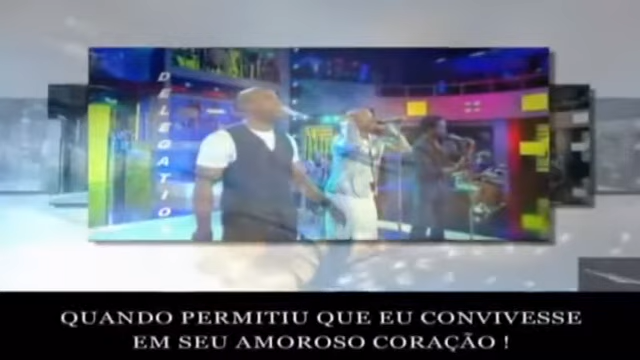 DELEGATIO
QUANDO PERMITIU QUE EU CONVIVESSE
EM SEU AMOROSO CORAÇÃO !